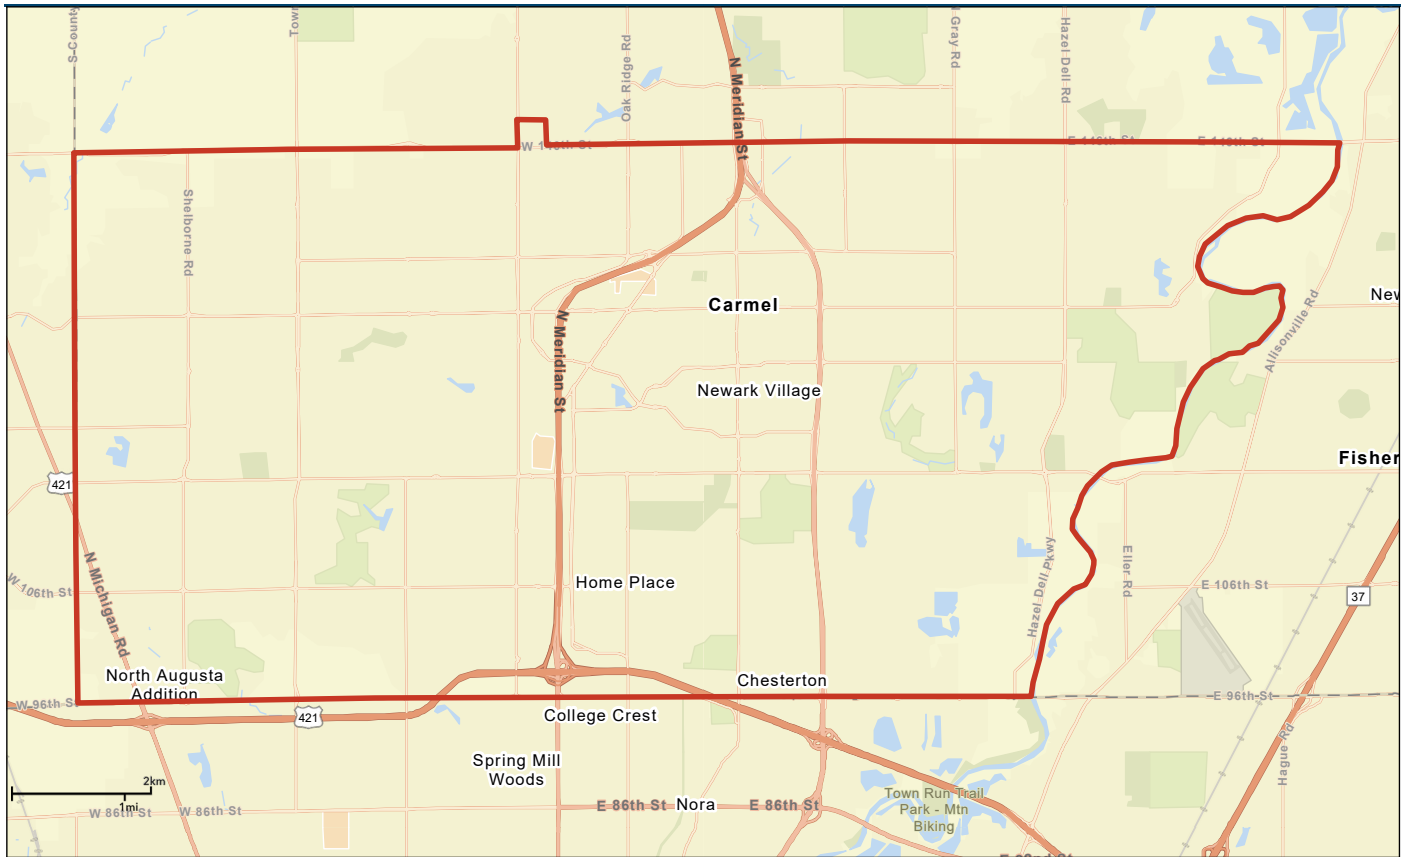 S County
Town
Oak Ridge Rd
N Meridian St
Gray Rd
Hazel Dell Rd
W 146th St
E 146th St
E 146th St
Shelborne Rd
Carmel
New
N Meridian St
Allisonville Rd
Newark Village
Fisher
421
N Michigan Rd
W 106th St
Home Place
Hazel Dell Pkwy
Eller Rd
E 106th St
37
North Augusta
Addition
Chesterton
W 96th St
421
College Crest
E 96th St
Hague Rd
Spring Mill
Woods
2km
1mi
W 86th St
W 86th St
E 86th St
Nora
E 86th St
Town Run Trail
Park - Mtn
Biking